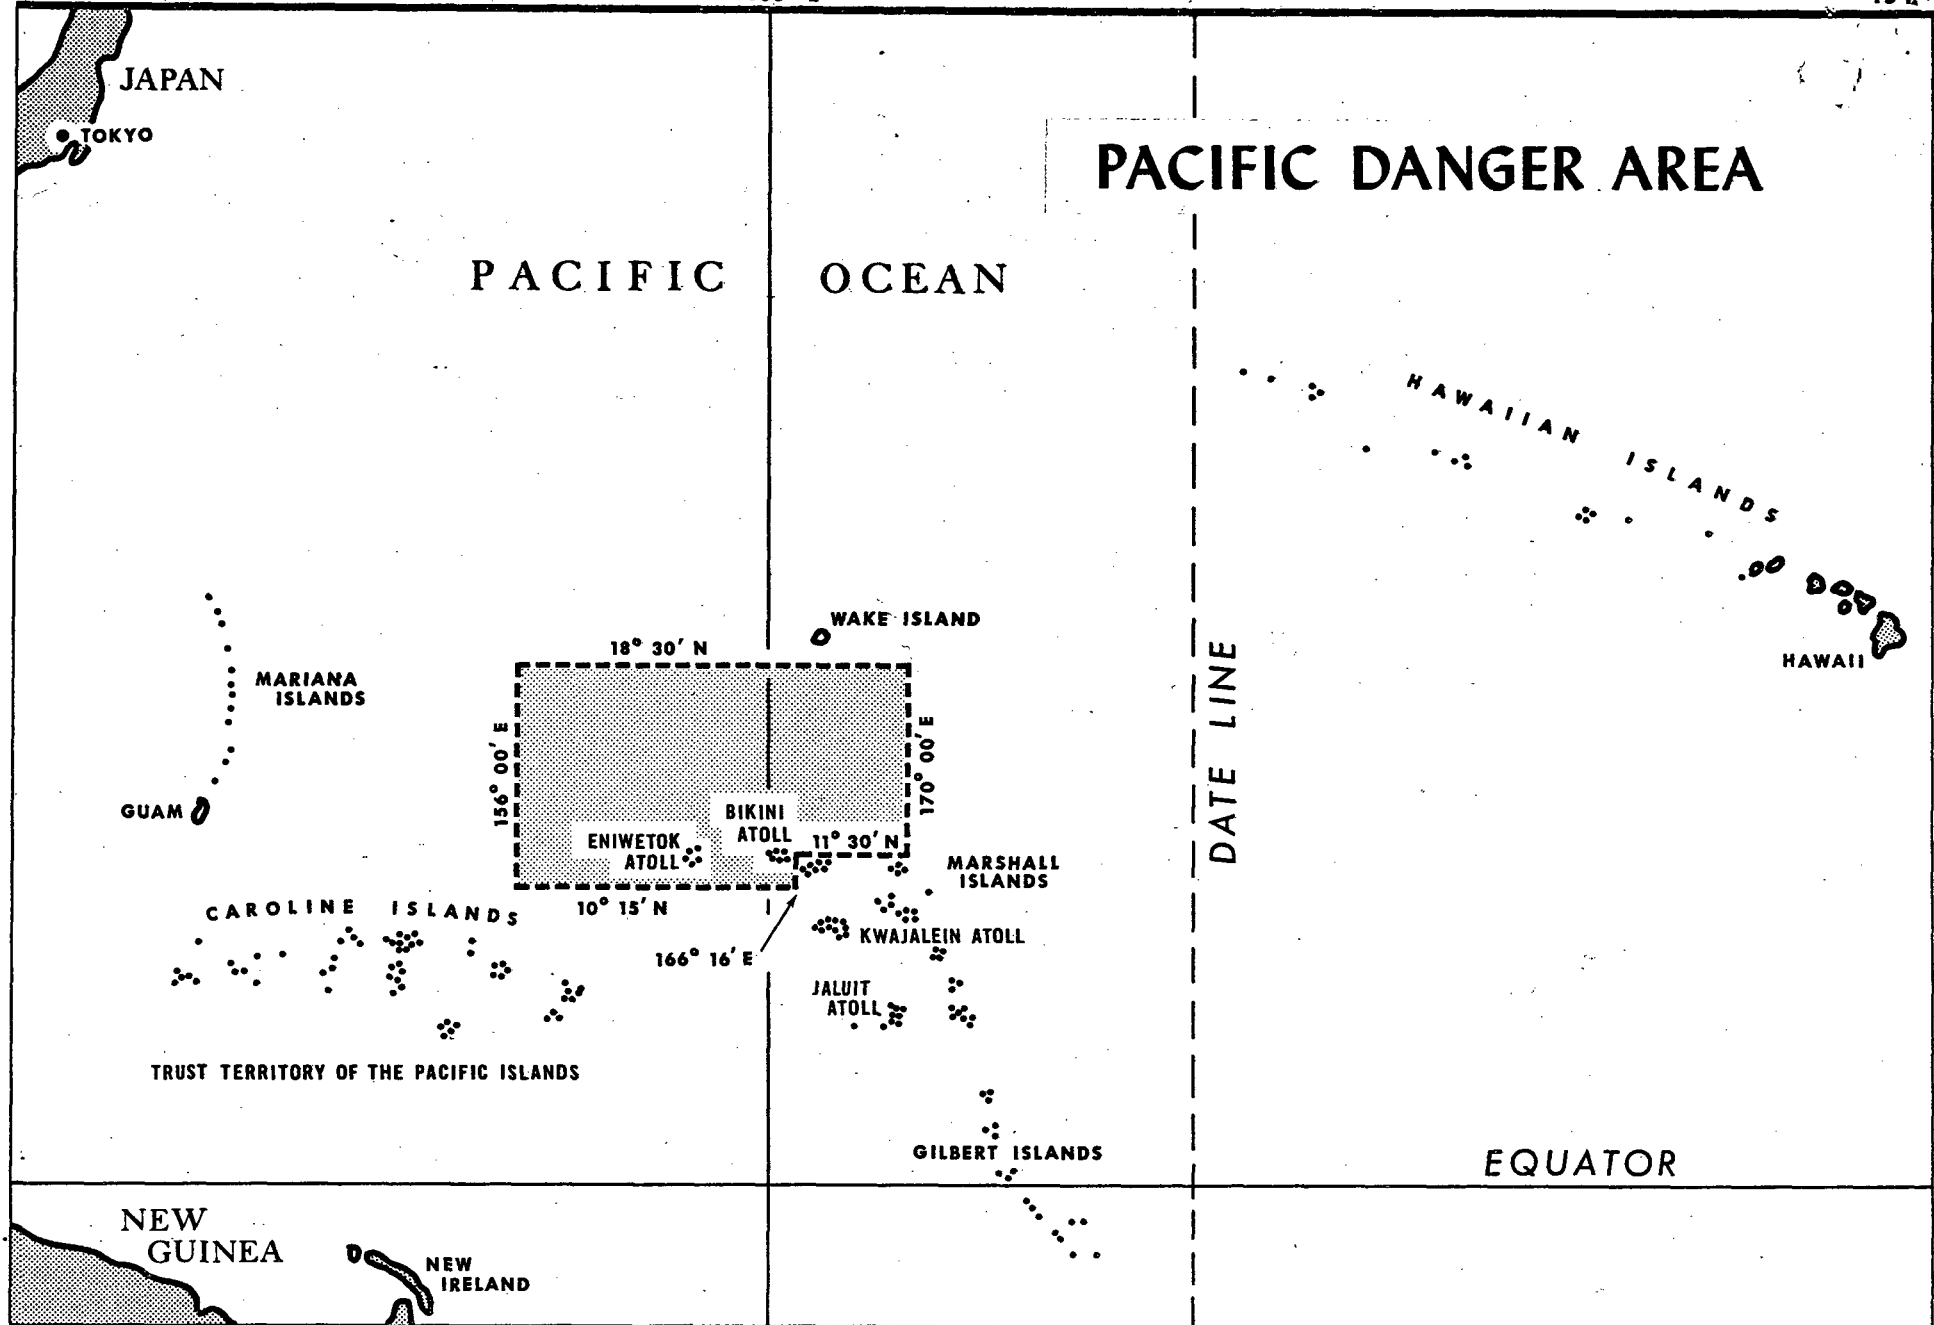 JAPAN
TOKYO
PACIFIC DANGER AREA
PACIFIC OCEAN
HAWAIIAN ISLANDS
WAKE ISLAND
18° 30' N
HAWAII
MARIANA
ISLANDS
DATE LINE
156° 00' E
170° 00' E
GUAM
BIKINI
ATOLL
ENIWETOK
ATOLL
11° 30' N
MARSHALL
ISLANDS
CAROLINE ISLANDS
10° 15' N
KWAJALEIN ATOLL
166° 16' E
JALUIT
ATOLL
TRUST TERRITORY OF THE PACIFIC ISLANDS
GILBERT ISLANDS
EQUATOR
NEW
GUINEA
NEW
IRELAND